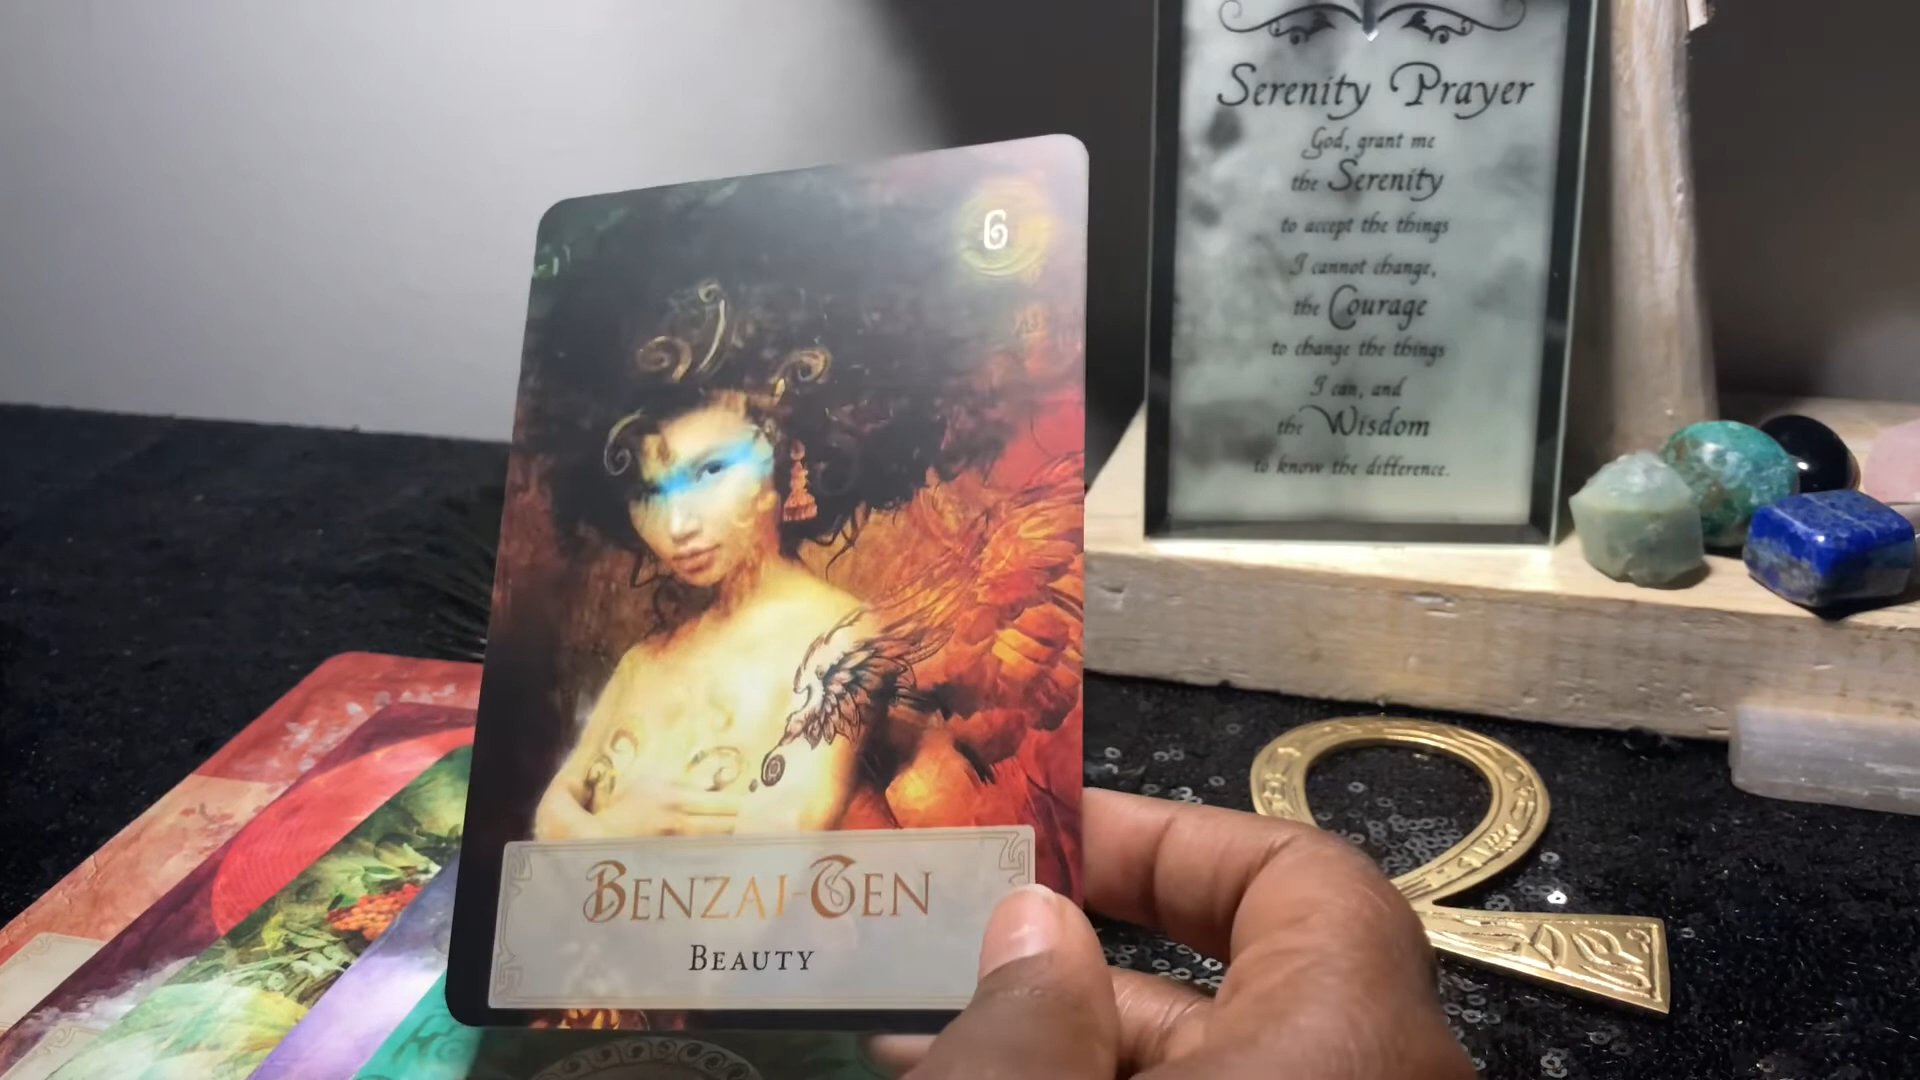 6
BENZAI-TEN
BEAUTY
Serenity Prayer
God, grant me
the Serenity
to accept the things
I cannot change,
the Courage
to change the things
I can, and
the Wisdom
to know the difference.